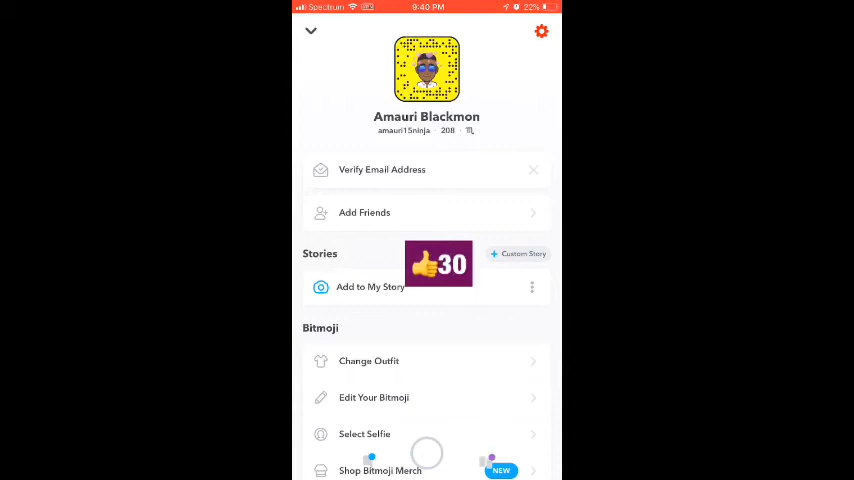 Spectrum 9:40 PM 22%
Amauri Blackmon
amauri15ninja · 208 · ♏
Verify Email Address
Add Friends
Stories
+ Custom Story
👍30
Add to My Story
Bitmoji
Change Outfit
Edit Your Bitmoji
Select Selfie
Shop Bitmoji Merch NEW